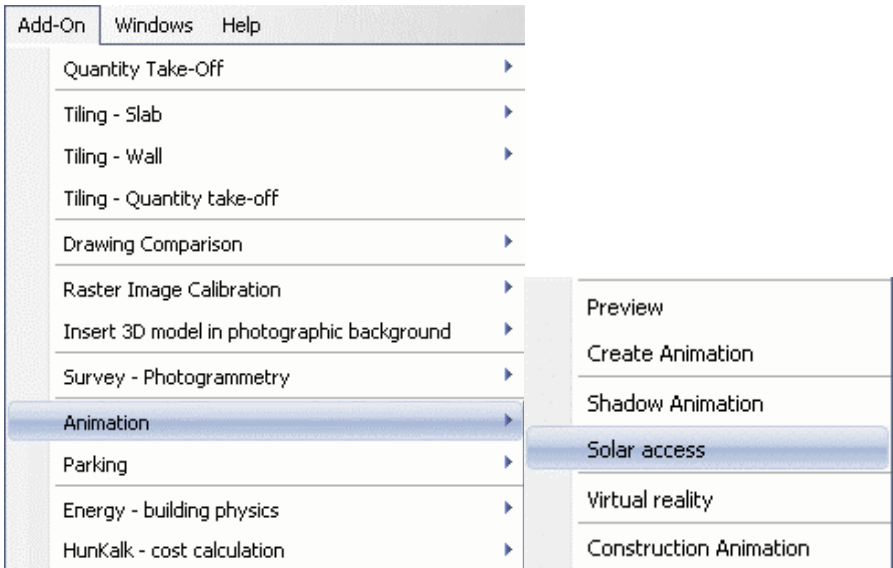 Add-On Windows Help
Quantity Take-Off
Tiling - Slab
Tiling - Wall
Tiling - Quantity take-off
Drawing Comparison
Raster Image Calibration
Insert 3D model in photographic background
Survey - Photogrammetry
Animation
Parking
Energy - building physics
HunKalk - cost calculation
Preview
Create Animation
Shadow Animation
Solar access
Virtual reality
Construction Animation